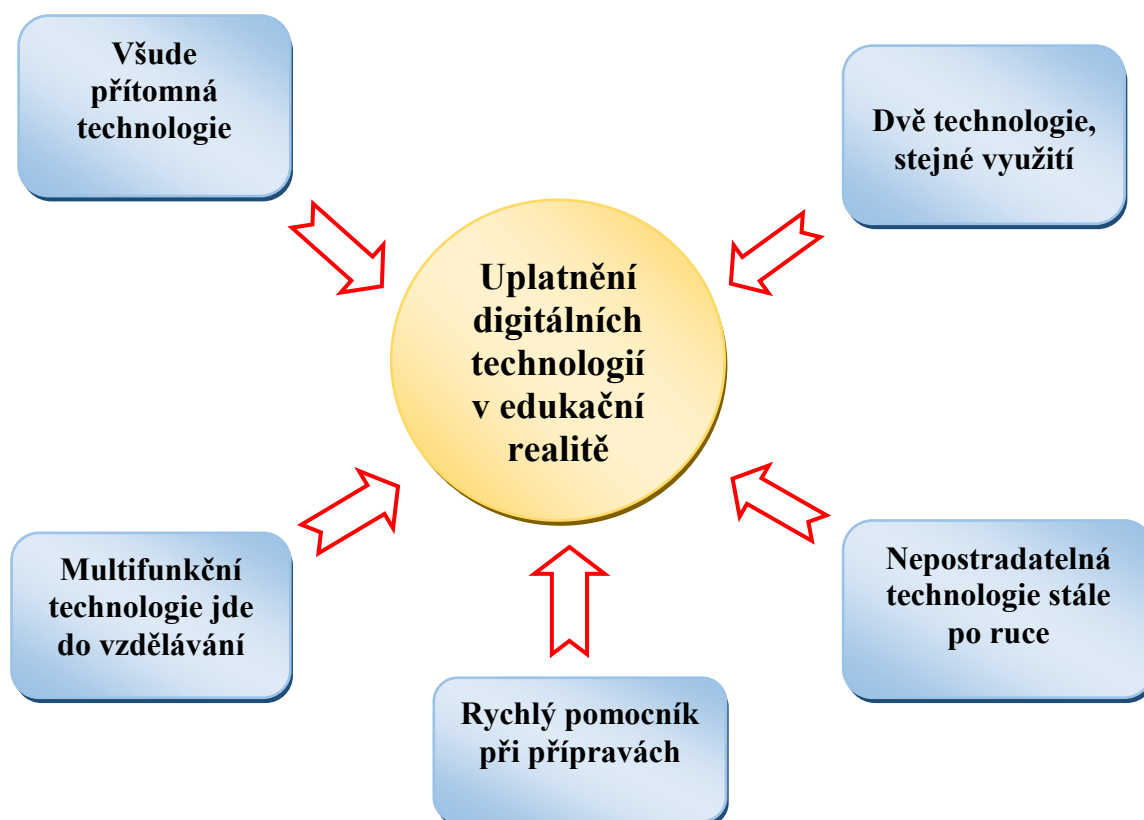 Všude
přítomná
technologie
Dvě technologie,
stejné využití
Uplatnění
digitálních
technologií
v edukační
realitě
Multifunkční
technologie jde
do vzdělávání
Nepostradatelná
technologie stále
po ruce
Rychlý pomocník
při přípravách